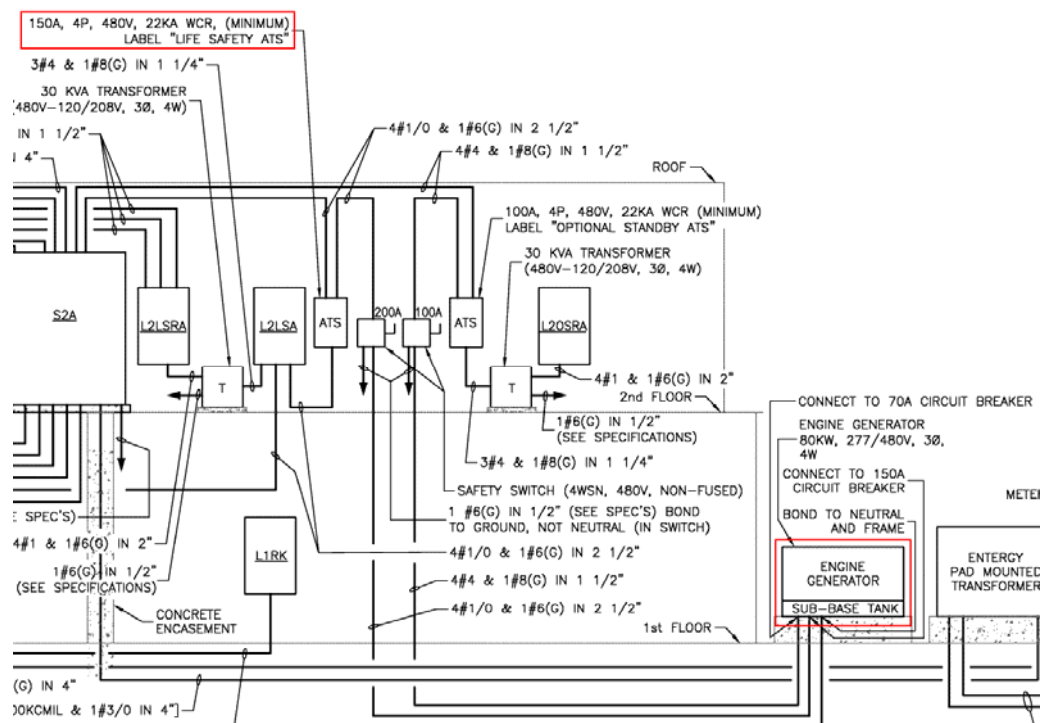 150A, 4P, 480V, 22KA WCR, (MINIMUM)
LABEL "LIFE SAFETY ATS"
3#4 & 1#8(G) IN 1 1/4"
30 KVA TRANSFORMER
(480V-120/208V, 3Ø, 4W)
IN 1 1/2"
4"
4#1/0 & 1#6(G) IN 2 1/2"
4#4 & 1#8(G) IN 1 1/2"
ROOF
100A, 4P, 480V, 22KA WCR (MINIMUM)
LABEL "OPTIONAL STANDBY ATS"
30 KVA TRANSFORMER
(480V-120/208V, 3Ø, 4W)
S2A
L2LSRA
L2LSA
ATS
200A
100A
ATS
L2OSRA
T
T
4#1 & 1#6(G) IN 2"
2nd FLOOR
1#6(G) IN 1/2"
(SEE SPECIFICATIONS)
3#4 & 1#8(G) IN 1 1/4"
SAFETY SWITCH (4WSN, 480V, NON-FUSED)
1 #6(G) IN 1/2" (SEE SPEC'S) BOND
TO GROUND, NOT NEUTRAL (IN SWITCH)
4#1/0 & 1#6(G) IN 2 1/2"
4#4 & 1#8(G) IN 1 1/2"
4#1/0 & 1#6(G) IN 2 1/2"
CONNECT TO 70A CIRCUIT BREAKER
ENGINE GENERATOR
80KW, 277/480V, 3Ø,
4W
CONNECT TO 150A
CIRCUIT BREAKER
BOND TO NEUTRAL
AND FRAME
METER
E SPEC'S)
4#1 & 1#6(G) IN 2"
1#6(G) IN 1/2"
(SEE SPECIFICATIONS)
L1RK
CONCRETE
ENCASEMENT
ENGINE
GENERATOR
SUB-BASE TANK
ENTERGY
PAD MOUNTED
TRANSFORMER
1st FLOOR
(G) IN 4"
00KCMIL & 1#3/0 IN 4"]